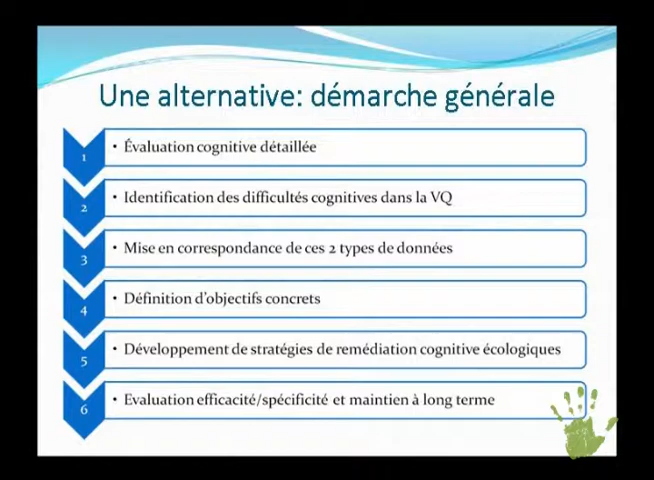 Une alternative: démarche générale
1
• Évaluation cognitive détaillée
2
• Identification des difficultés cognitives dans la VQ
3
• Mise en correspondance de ces 2 types de données
4
• Définition d'objectifs concrets
5
• Développement de stratégies de remédiation cognitive écologiques
6
• Evaluation efficacité/spécificité et maintien à long terme